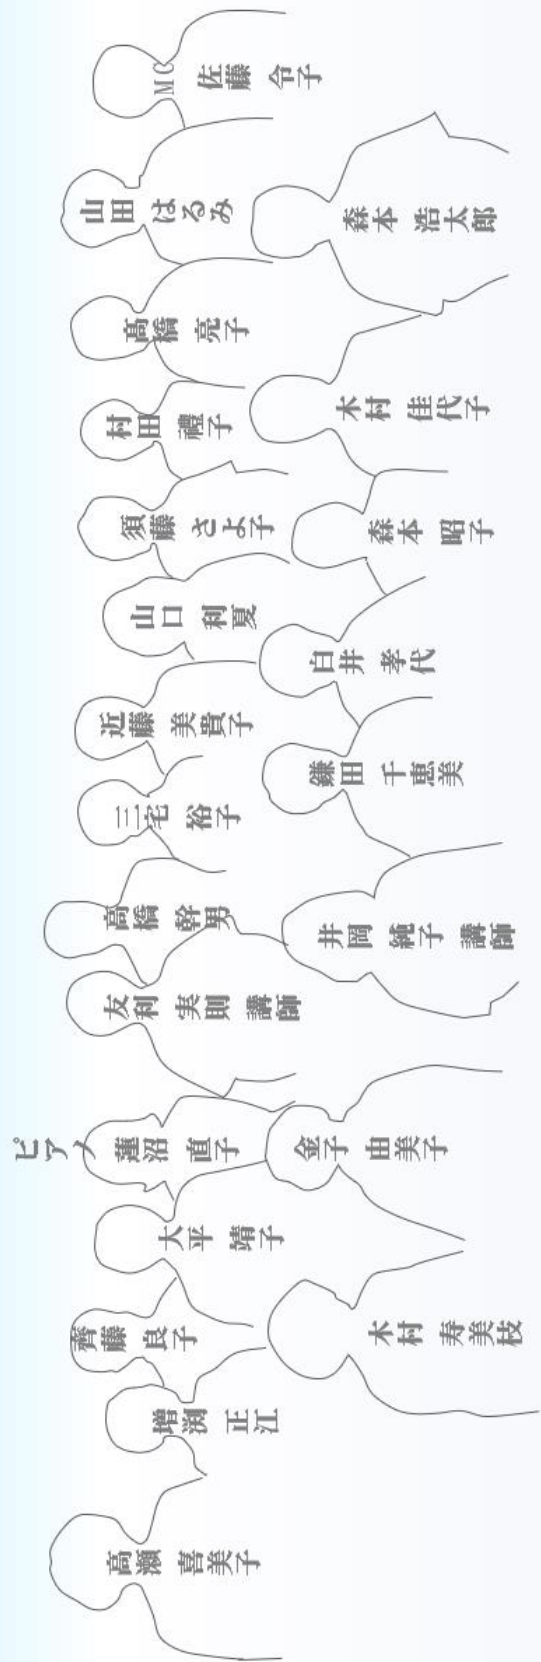 MC 佐藤 令子
山田 はるみ
髙橋 亮子
村田 禮子
須藤 さよ子
山口 利夏
近藤 美貴子
三宅 裕子
高橋 幹男
友利 実則 講師
ピアノ 蓮沼 直子
大平 靖子
齊藤 良子
増渕 正江
高瀬 喜美子
森本 浩太郎
木村 佳代子
森本 昭子
白井 孝代
鎌田 千恵美
井岡 純子 講師
金子 由美子
木村 寿美枝